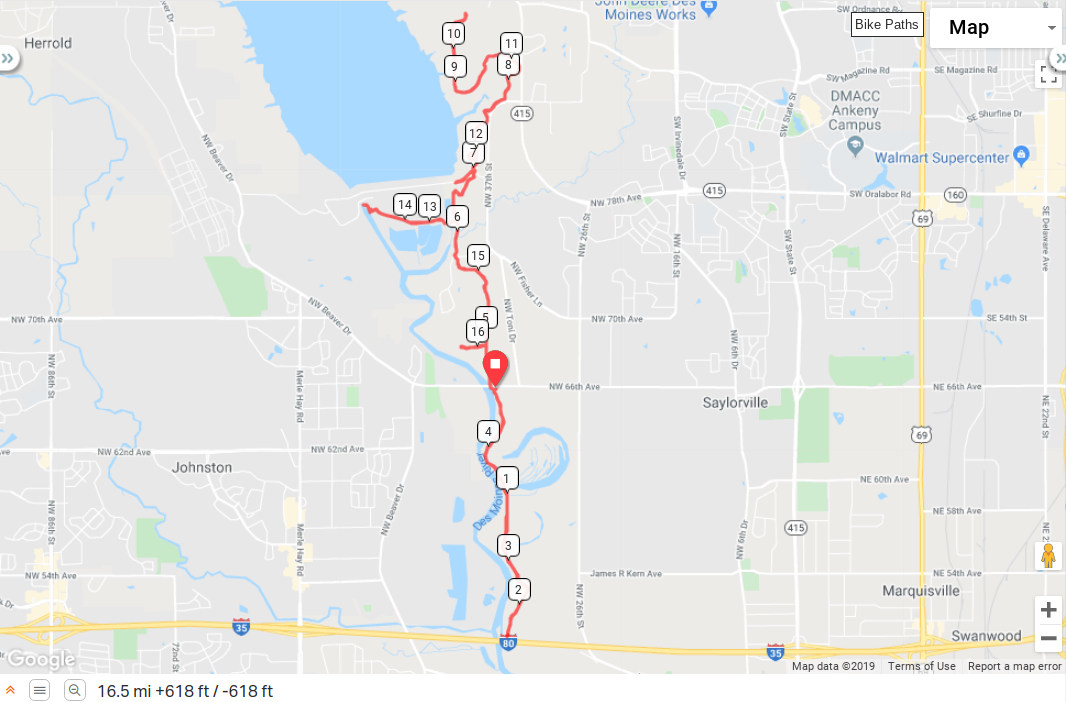 John Deere Des
Moines Works
SW Ordnance Rd
Bike Paths
Map
Herrold
NW Beaver Dr
10
11
9
8
SW Magazine Rd
SE Magazine Rd
DMACC
Ankeny
Campus
SW State St
SE Shurfine Dr
415
SW Irvinedale Dr
12
7
NW Beaver Dr
Walmart Supercenter
NW 37th St
415
SW Oralabor Rd
160
NW 78th Ave
14
13
6
69
NW 26th St
SE Delaware Ave
15
NW 16th St
SW State St
NW Fisher Ln
NW Beaver Dr
NW Toni Dr
5
NW 70th Ave
NW 70th Ave
SE 54th St
16
NW 6th Dr
NW 86th St
Merle Hay Rd
NW 66th Ave
NE 66th Ave
Saylorville
NE 22nd St
4
69
NW 62nd Ave
NW 62nd Ave
Johnston
1
NE 60th Ave
NW Beaver Dr
Des Moines River
NW 86th St
NE 58th Ave
Merle Hay Rd
415
NW 6th Dr
3
NW 54th Ave
James R Kern Ave
NE 54th Ave
2
NW 26th St
Marquisville
35
80
Swanwood
35
72nd St
Google
Map data ©2019
Terms of Use
Report a map error
16.5 mi +618 ft / -618 ft